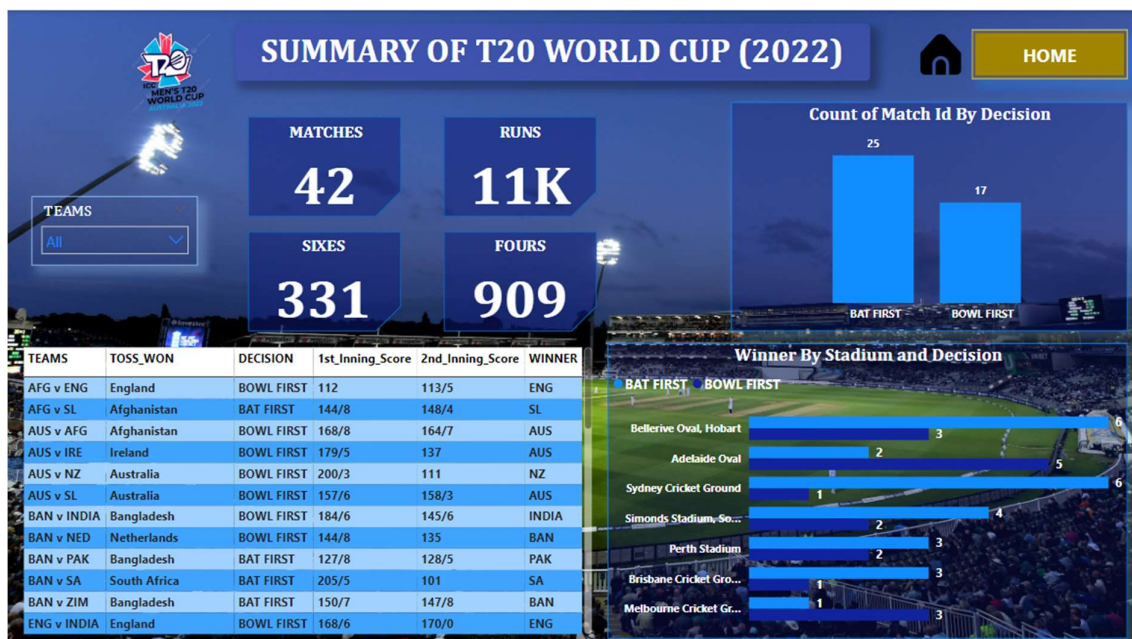 SUMMARY OF T20 WORLD CUP (2022)
HOME
T20
ICC
MEN'S T20
WORLD CUP
AUSTRALIA 2022
TEAMS
All
MATCHES
42
RUNS
11K
SIXES
331
FOURS
909
Count of Match Id By Decision
25
17
BAT FIRST BOWL FIRST
TEAMS TOSS_WON DECISION 1st_Inning_Score 2nd_Inning_Score WINNER
AFG v ENG England BOWL FIRST 112 113/5 ENG
AFG v SL Afghanistan BAT FIRST 144/8 148/4 SL
AUS v AFG Afghanistan BOWL FIRST 168/8 164/7 AUS
AUS v IRE Ireland BOWL FIRST 179/5 137 AUS
AUS v NZ Australia BOWL FIRST 200/3 111 NZ
AUS v SL Australia BOWL FIRST 157/6 158/3 AUS
BAN v INDIA Bangladesh BOWL FIRST 184/6 145/6 INDIA
BAN v NED Netherlands BOWL FIRST 144/8 135 BAN
BAN v PAK Bangladesh BAT FIRST 127/8 128/5 PAK
BAN v SA South Africa BAT FIRST 205/5 101 SA
BAN v ZIM Bangladesh BAT FIRST 150/7 147/8 BAN
ENG v INDIA England BOWL FIRST 168/6 170/0 ENG
Winner By Stadium and Decision
BAT FIRST BOWL FIRST
Bellerive Oval, Hobart 6
3
Adelaide Oval 2
5
Sydney Cricket Ground 6
1
Simonds Stadium, So... 4
2
Perth Stadium 3
2
Brisbane Cricket Gro... 3
1
Melbourne Cricket Gr... 1
3